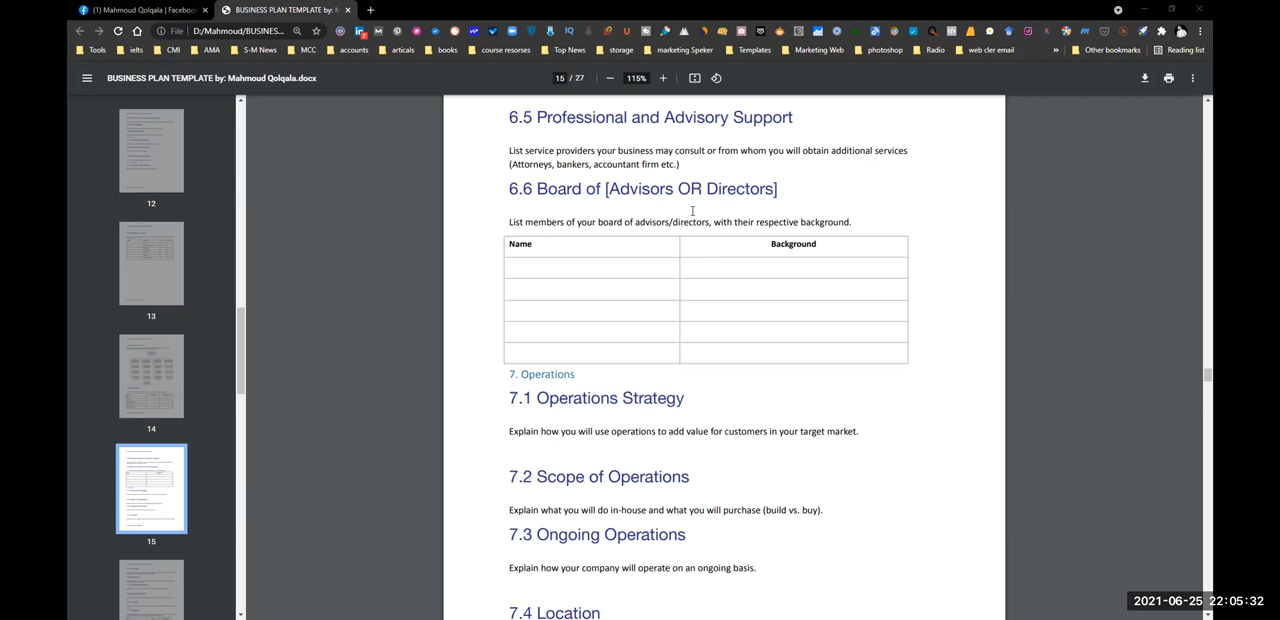 (1) Mahmoud Qolqala | Facebook
BUSINESS PLAN TEMPLATE by: M
File D:/Mahmoud/BUSINES...
Tools ielts CMI AMA S-M News MCC accounts articals books course resorses Top News storage marketing Speker Templates Marketing Web photoshop Radio web cler email » Other bookmarks Reading list
BUSINESS PLAN TEMPLATE by: Mahmoud Qolqala.docx 15 / 27 115%
12
13
14
15
6.5 Professional and Advisory Support
List service providers your business may consult or from whom you will obtain additional services
(Attorneys, bankers, accountant firm etc.)
6.6 Board of [Advisors OR Directors]
List members of your board of advisors/directors, with their respective background.
Name Background
7. Operations
7.1 Operations Strategy
Explain how you will use operations to add value for customers in your target market.
7.2 Scope of Operations
Explain what you will do in-house and what you will purchase (build vs. buy).
7.3 Ongoing Operations
Explain how your company will operate on an ongoing basis.
7.4 Location
2021-06-25 22:05:32